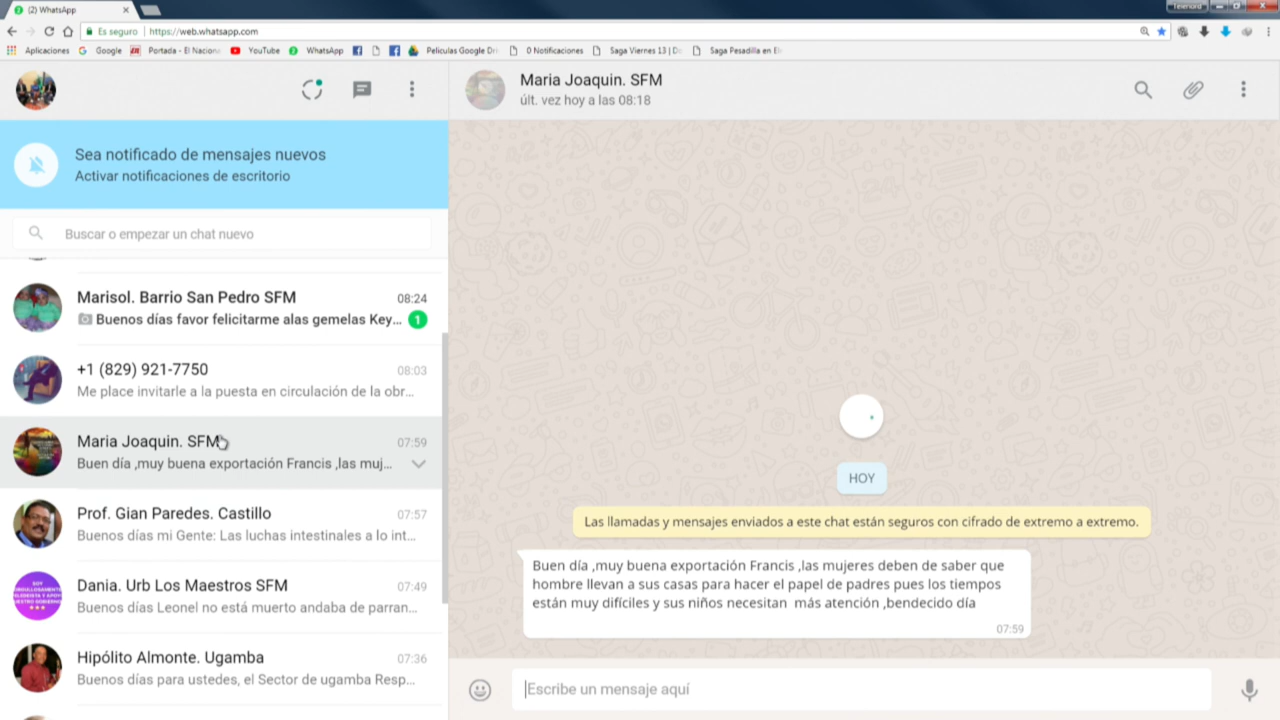 (2) WhatsApp
Telenord
Es seguro | https://web.whatsapp.com
Aplicaciones Google Portada - El Naciona YouTube WhatsApp Peliculas Google Dri 0 Notificaciones Saga Viernes 13 | De Saga Pesadilla en El
Maria Joaquin. SFM
últ. vez hoy a las 08:18
Sea notificado de mensajes nuevos
Activar notificaciones de escritorio
Buscar o empezar un chat nuevo
Marisol. Barrio San Pedro SFM 08:24
Buenos días favor felicitarme alas gemelas Key... 1
+1 (829) 921-7750 08:03
Me place invitarle a la puesta en circulación de la obr...
Maria Joaquin. SFM 07:59
Buen día ,muy buena exportación Francis ,las muj...
Prof. Gian Paredes. Castillo 07:57
Buenos días mi Gente: Las luchas intestinales a lo int...
Dania. Urb Los Maestros SFM 07:49
Buenos días Leonel no está muerto andaba de parran...
Hipólito Almonte. Ugamba 07:36
Buenos días para ustedes, el Sector de ugamba Resp...
HOY
Las llamadas y mensajes enviados a este chat están seguros con cifrado de extremo a extremo.
Buen día ,muy buena exportación Francis ,las mujeres deben de saber que
hombre llevan a sus casas para hacer el papel de padres pues los tiempos
están muy difíciles y sus niños necesitan más atención ,bendecido día
07:59
Escribe un mensaje aquí